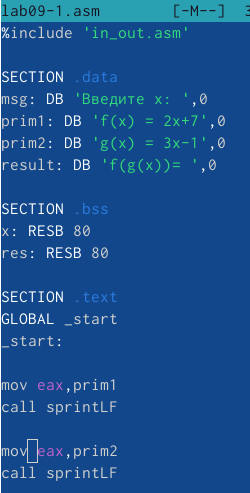 lab09-1.asm [-M--] 3
%include 'in_out.asm'
SECTION .data
msg: DB 'Введите x: ',0
prim1: DB 'f(x) = 2x+7',0
prim2: DB 'g(x) = 3x-1',0
result: DB 'f(g(x))= ',0
SECTION .bss
x: RESB 80
res: RESB 80
SECTION .text
GLOBAL _start
_start:
mov eax,prim1
call sprintLF
mov eax,prim2
call sprintLF